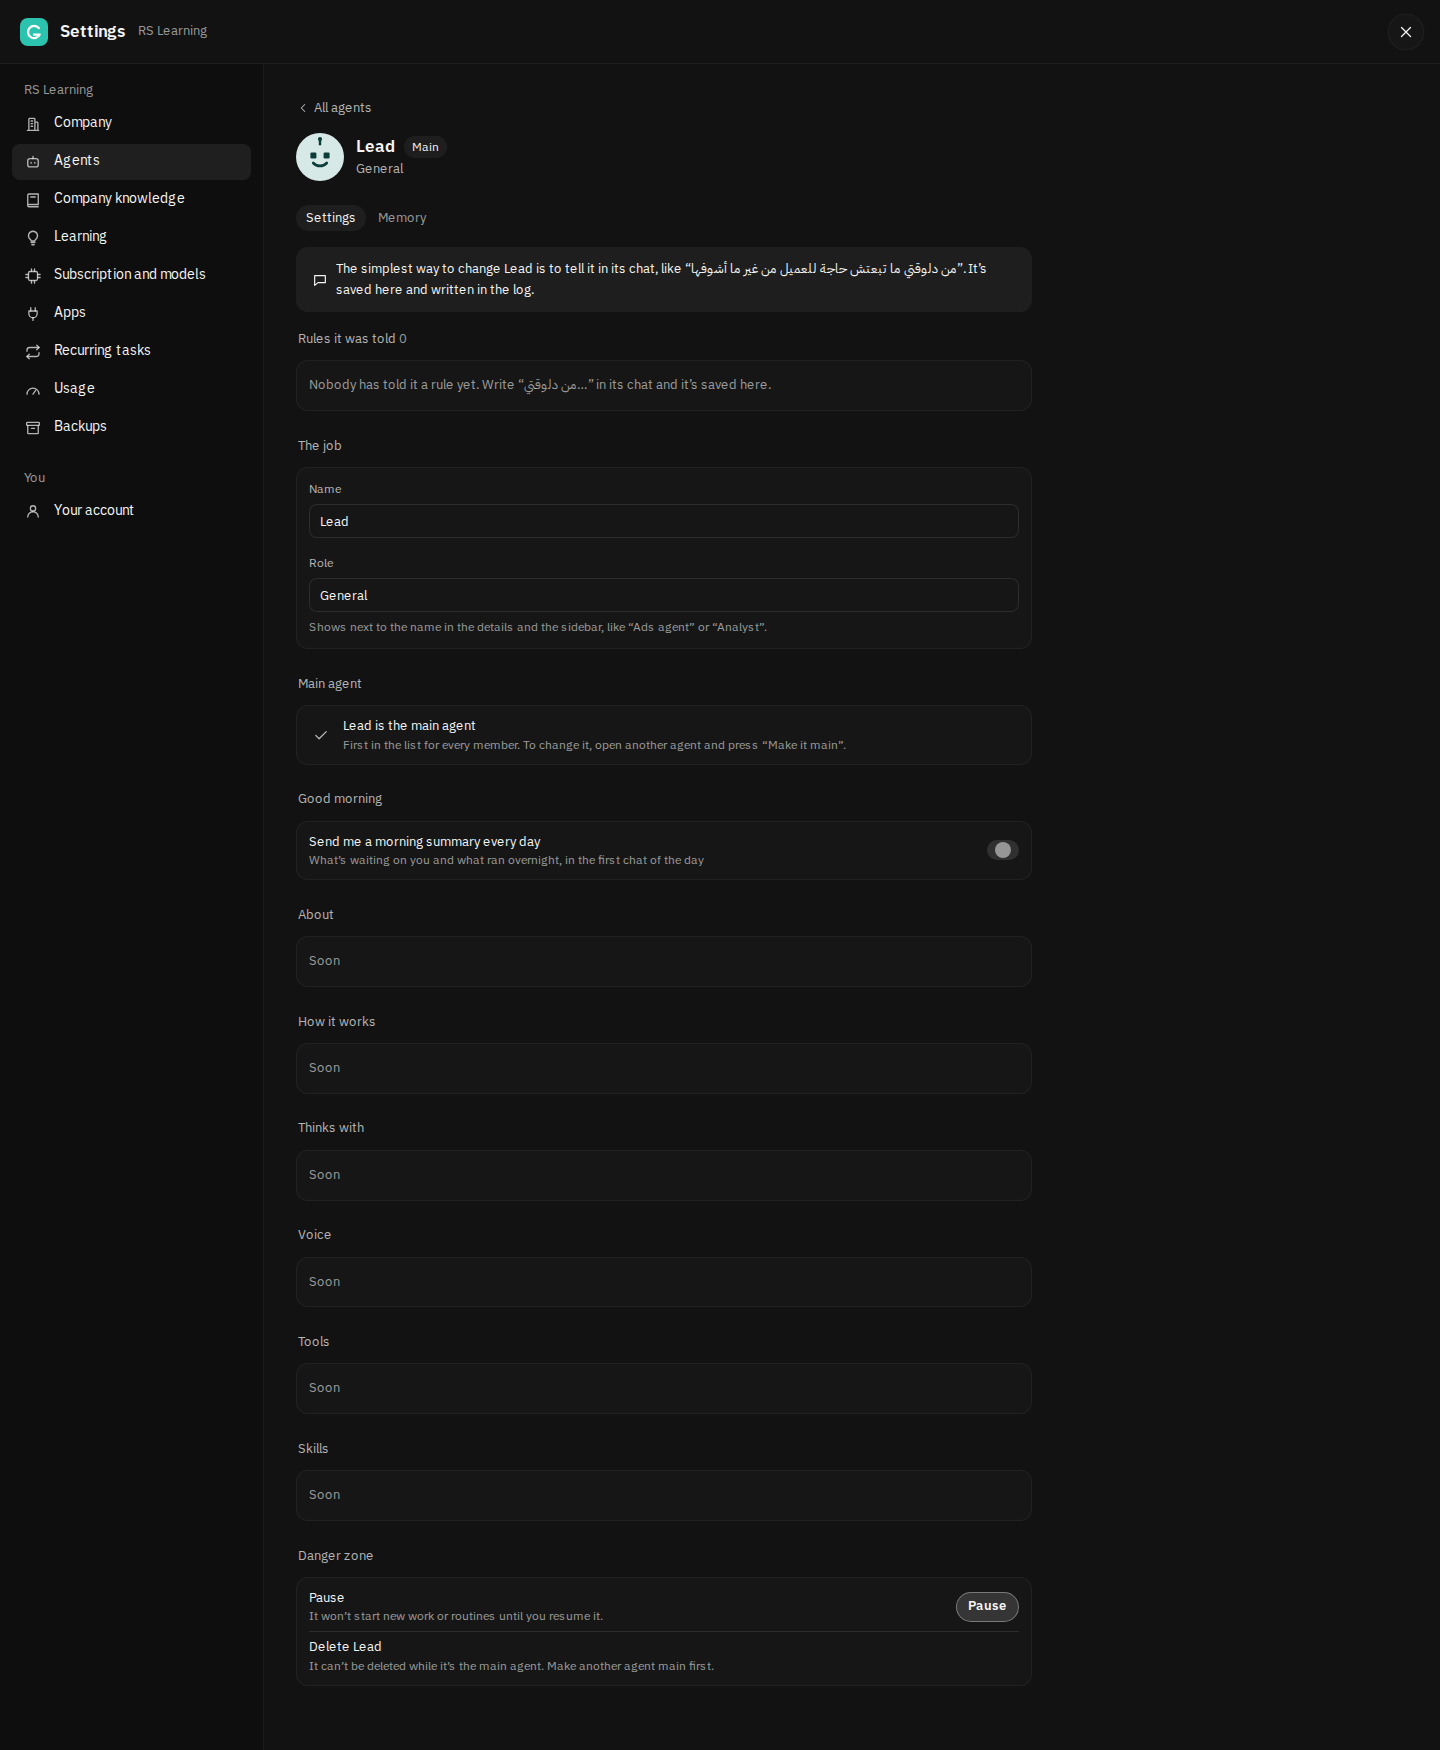 Settings RS Learning
RS Learning
Company
Agents
Company knowledge
Learning
Subscription and models
Apps
Recurring tasks
Usage
Backups
You
Your account
All agents
Lead Main
General
Settings Memory
The simplest way to change Lead is to tell it in its chat, like “من دلوقتي ما تبعتش حاجة للعميل من غير ما أشوفها”. It’s
saved here and written in the log.
Rules it was told 0
Nobody has told it a rule yet. Write “من دلوقتي…” in its chat and it’s saved here.
The job
Name
Lead
Role
General
Shows next to the name in the details and the sidebar, like “Ads agent” or “Analyst”.
Main agent
Lead is the main agent
First in the list for every member. To change it, open another agent and press “Make it main”.
Good morning
Send me a morning summary every day
What’s waiting on you and what ran overnight, in the first chat of the day
About
Soon
How it works
Soon
Thinks with
Soon
Voice
Soon
Tools
Soon
Skills
Soon
Danger zone
Pause
It won’t start new work or routines until you resume it.
Pause
Delete Lead
It can’t be deleted while it’s the main agent. Make another agent main first.